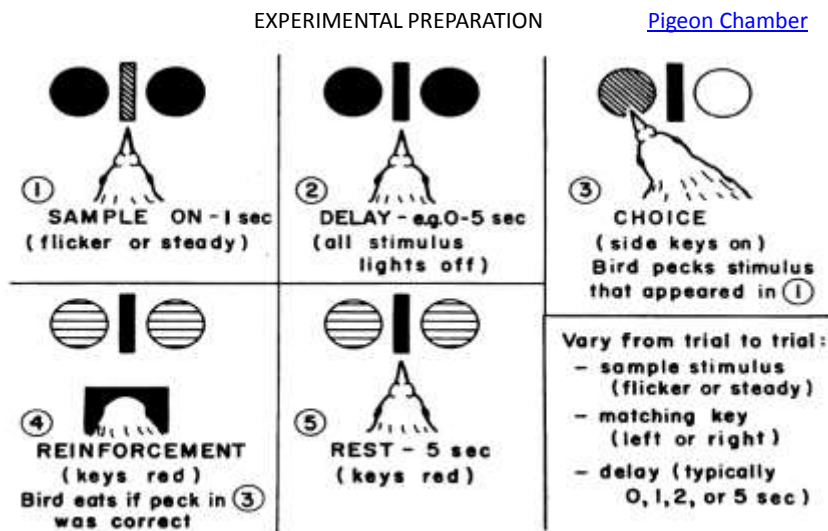 EXPERIMENTAL PREPARATION
Pigeon Chamber
①
SAMPLE ON - 1 sec
(flicker or steady)
②
DELAY - e.g. 0-5 sec
(all stimulus
lights off)
③
CHOICE
(side keys on)
Bird pecks stimulus
that appeared in ①
④
REINFORCEMENT
(keys red)
Bird eats if peck in ③
was correct
⑤
REST - 5 sec
(keys red)
Vary from trial to trial:
- sample stimulus
(flicker or steady)
- matching key
(left or right)
- delay (typically
0, 1, 2, or 5 sec)